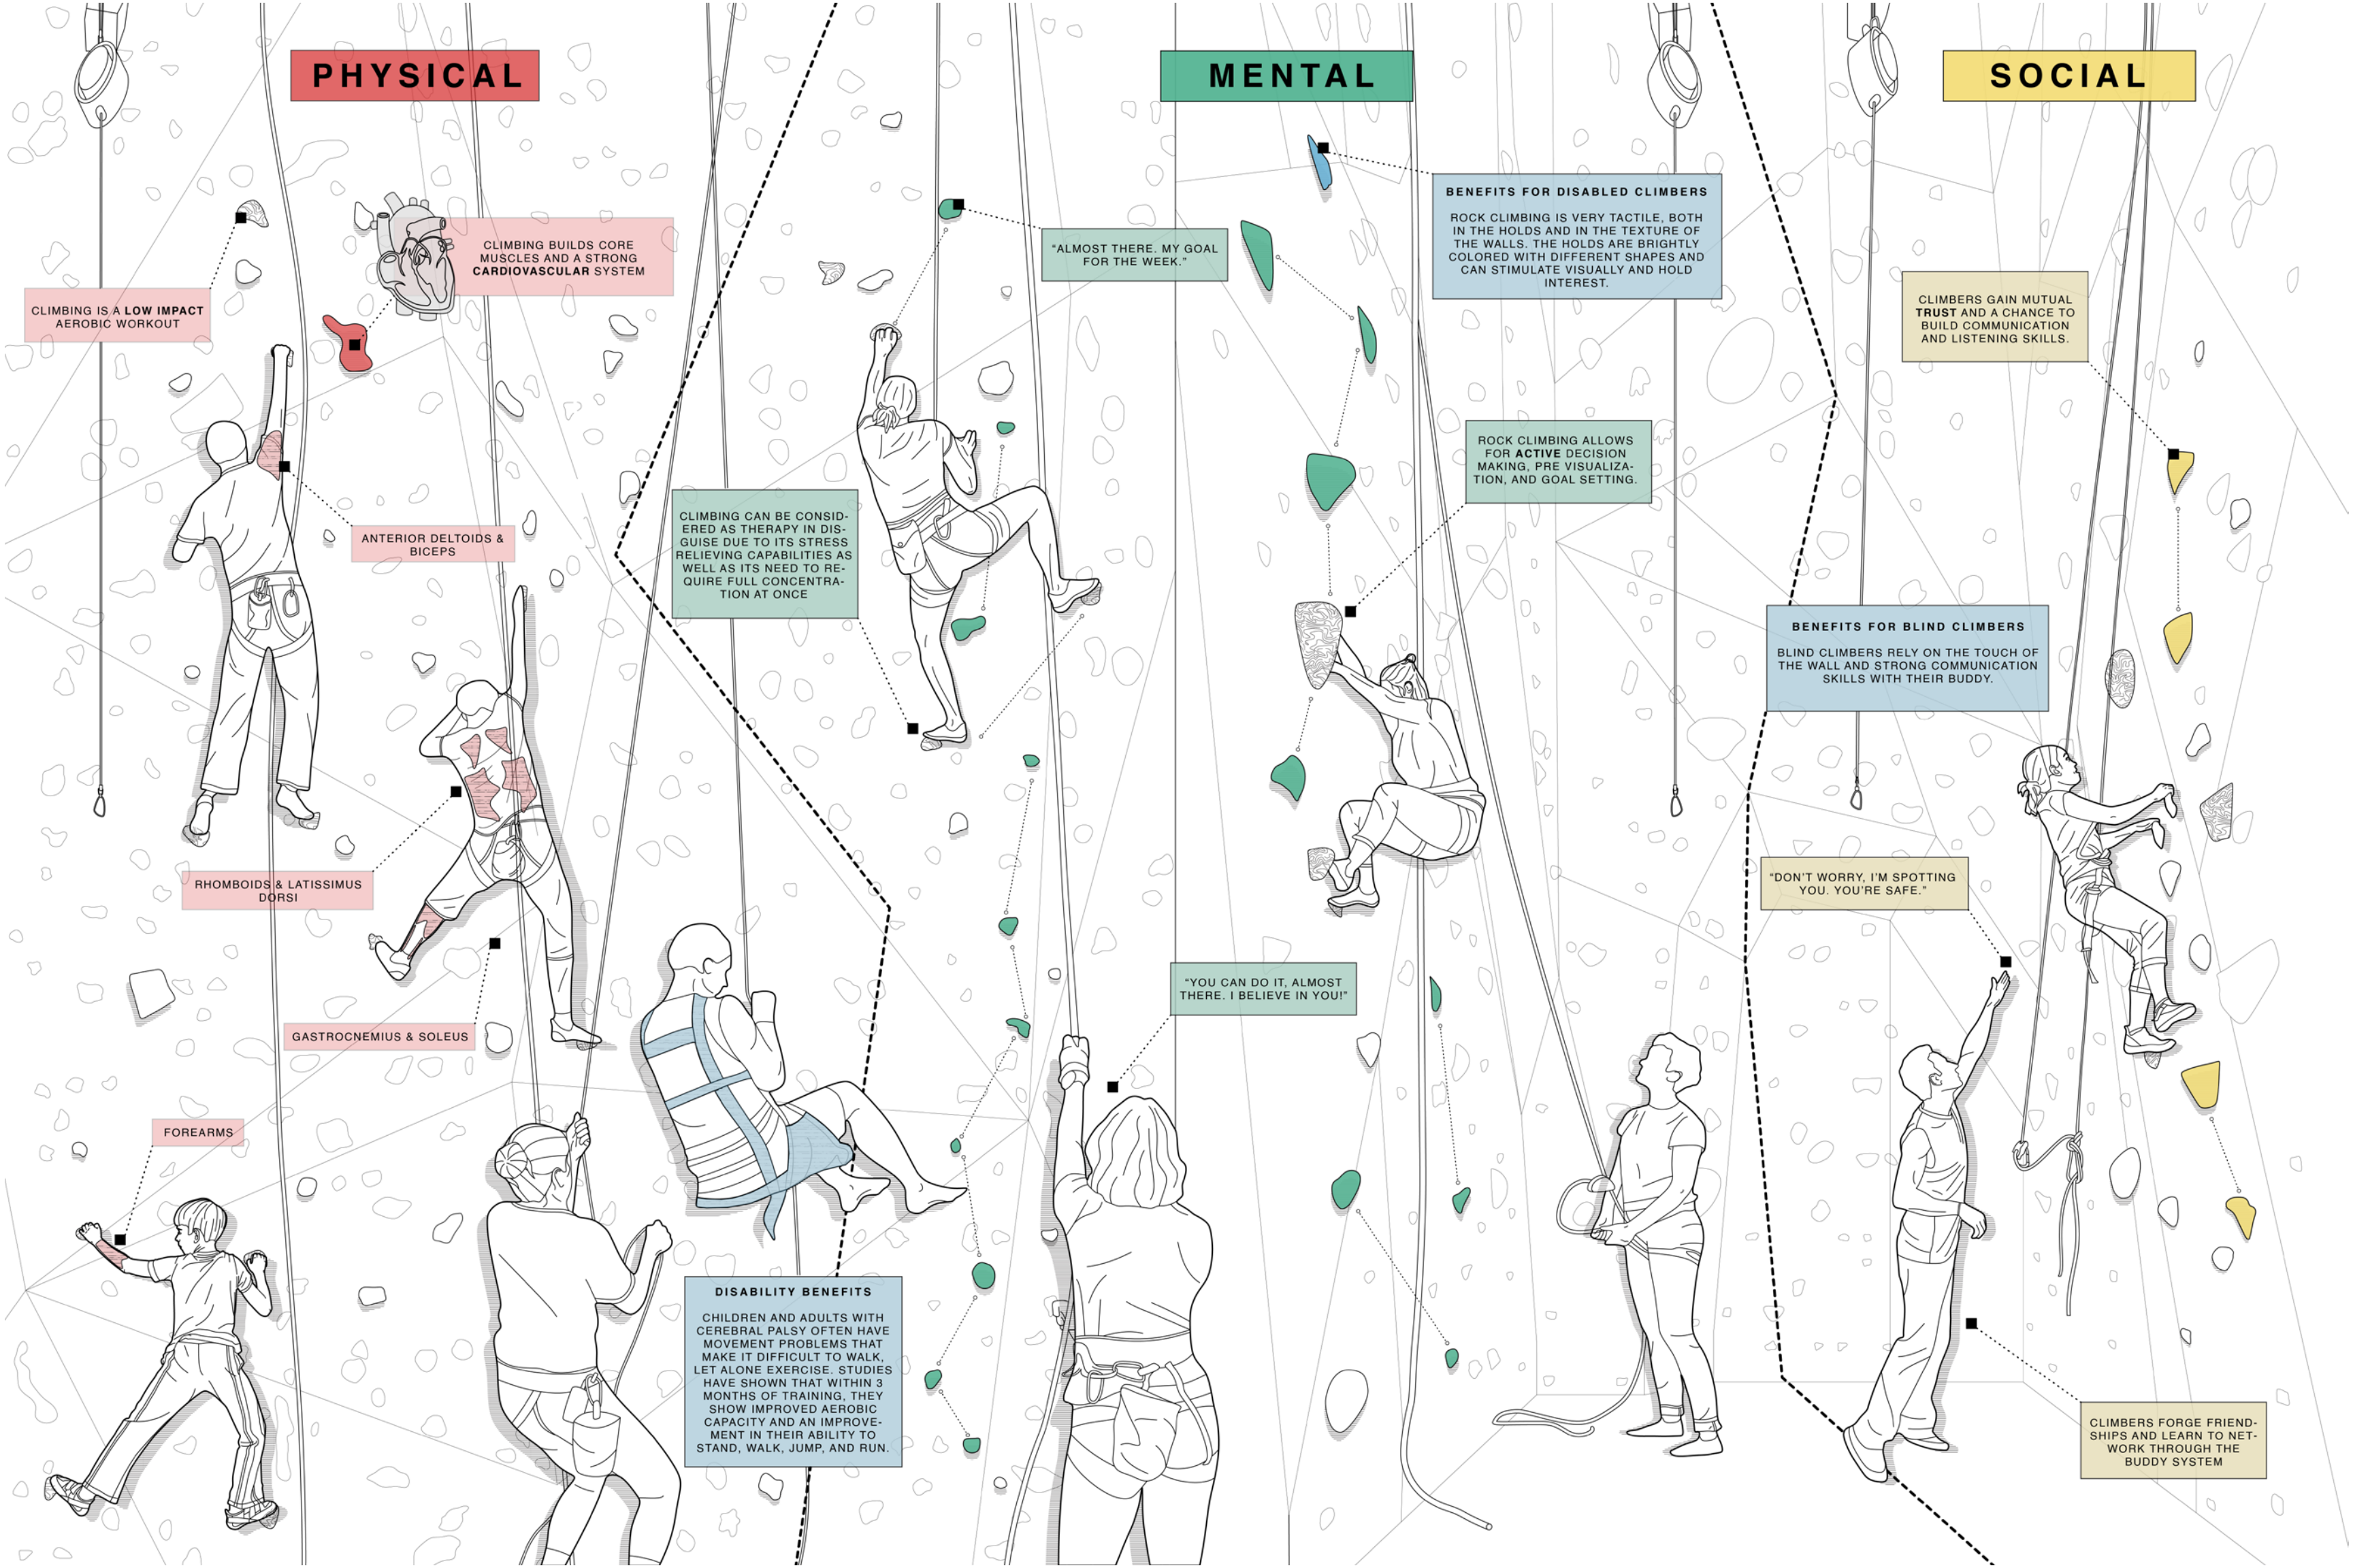 PHYSICAL
CLIMBING IS A LOW IMPACT
AEROBIC WORKOUT
CLIMBING BUILDS CORE
MUSCLES AND A STRONG
CARDIOVASCULAR SYSTEM
ANTERIOR DELTOIDS &
BICEPS
RHOMBOIDS & LATISSIMUS
DORSI
GASTROCNEMIUS & SOLEUS
FOREARMS
DISABILITY BENEFITS
CHILDREN AND ADULTS WITH
CEREBRAL PALSY OFTEN HAVE
MOVEMENT PROBLEMS THAT
MAKE IT DIFFICULT TO WALK,
LET ALONE EXERCISE. STUDIES
HAVE SHOWN THAT WITHIN 3
MONTHS OF TRAINING, THEY
SHOW IMPROVED AEROBIC
CAPACITY AND AN IMPROVE-
MENT IN THEIR ABILITY TO
STAND, WALK, JUMP, AND RUN.
MENTAL
“ALMOST THERE. MY GOAL
FOR THE WEEK.”
CLIMBING CAN BE CONSID-
ERED AS THERAPY IN DIS-
GUISE DUE TO ITS STRESS
RELIEVING CAPABILITIES AS
WELL AS ITS NEED TO RE-
QUIRE FULL CONCENTRA-
TION AT ONCE
BENEFITS FOR DISABLED CLIMBERS
ROCK CLIMBING IS VERY TACTILE, BOTH
IN THE HOLDS AND IN THE TEXTURE OF
THE WALLS. THE HOLDS ARE BRIGHTLY
COLORED WITH DIFFERENT SHAPES AND
CAN STIMULATE VISUALLY AND HOLD
INTEREST.
ROCK CLIMBING ALLOWS
FOR ACTIVE DECISION
MAKING, PRE VISUALIZA-
TION, AND GOAL SETTING.
“YOU CAN DO IT, ALMOST
THERE. I BELIEVE IN YOU!”
SOCIAL
CLIMBERS GAIN MUTUAL
TRUST AND A CHANCE TO
BUILD COMMUNICATION
AND LISTENING SKILLS.
BENEFITS FOR BLIND CLIMBERS
BLIND CLIMBERS RELY ON THE TOUCH OF
THE WALL AND STRONG COMMUNICATION
SKILLS WITH THEIR BUDDY.
“DON’T WORRY, I’M SPOTTING
YOU. YOU’RE SAFE.”
CLIMBERS FORGE FRIEND-
SHIPS AND LEARN TO NET-
WORK THROUGH THE
BUDDY SYSTEM